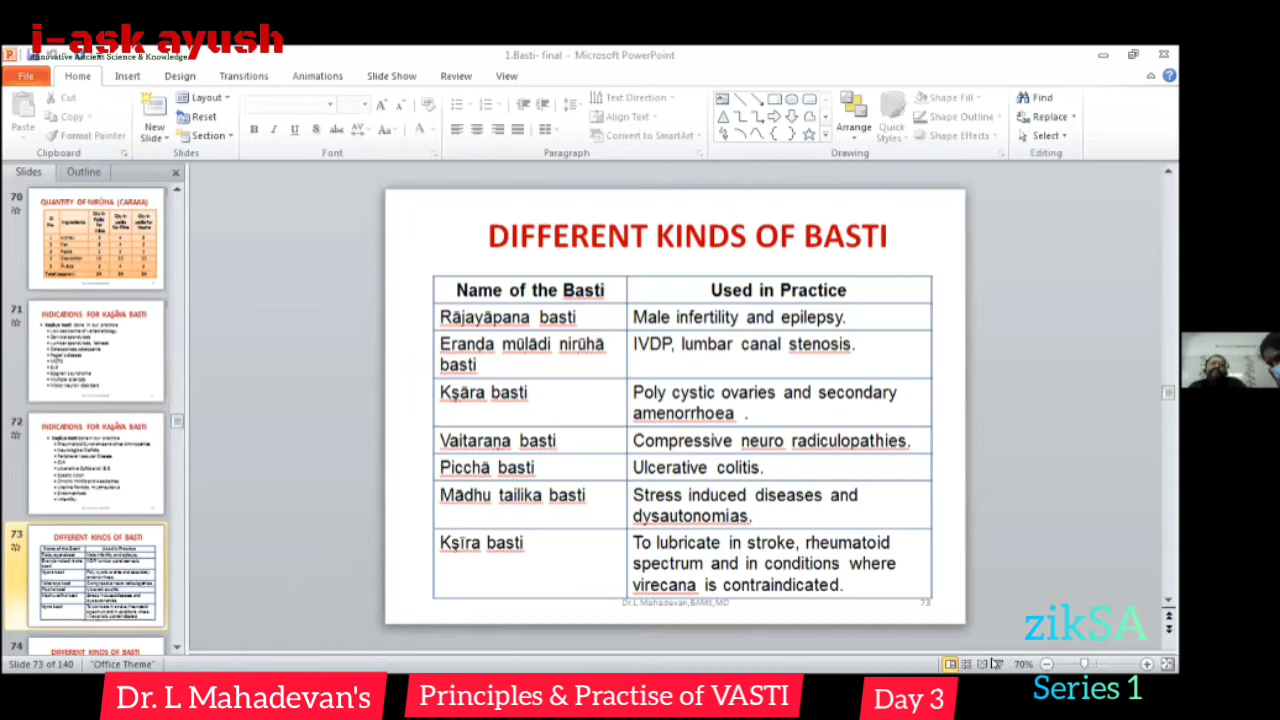 i-ask ayush
Innovative Ancient Science & Knowledge
1.Basti- final - Microsoft PowerPoint
File Home Insert Design Transitions Animations Slide Show Review View
Paste
Cut
Copy
Format Painter
Clipboard
New
Slide
Layout
Reset
Section
Slides
Font
Text Direction
Align Text
Convert to SmartArt
Paragraph
Arrange
Quick
Styles
Shape Fill
Shape Outline
Shape Effects
Drawing
Find
Replace
Select
Editing
Slides Outline
70
QUANTITY OF NIRŪHA (CARAKA)
71
INDICATIONS FOR KAṢĀYA BASTI
72
INDICATIONS FOR KAṢĀYA BASTI
73
DIFFERENT KINDS OF BASTI
74
DIFFERENT KINDS OF BASTI
DIFFERENT KINDS OF BASTI
Name of the Basti Used in Practice
Rājayāpana basti Male infertility and epilepsy.
Eranḍa mūlādi nirūhā IVDP, lumbar canal stenosis.
basti
Kṣāra basti Poly cystic ovaries and secondary
amenorrhoea .
Vaitaraṇa basti Compressive neuro radiculopathies.
Picchā basti Ulcerative colitis.
Mādhu tailika basti Stress induced diseases and
dysautonomias.
Kṣīra basti To lubricate in stroke, rheumatoid
spectrum and in conditions where
virecana is contraindicated.
Dr.L.Mahadevan,BAMS,MD 73
zikSA
Slide 73 of 140 "Office Theme" 70%
Series 1
Dr. L Mahadevan's Principles & Practise of VASTI Day 3